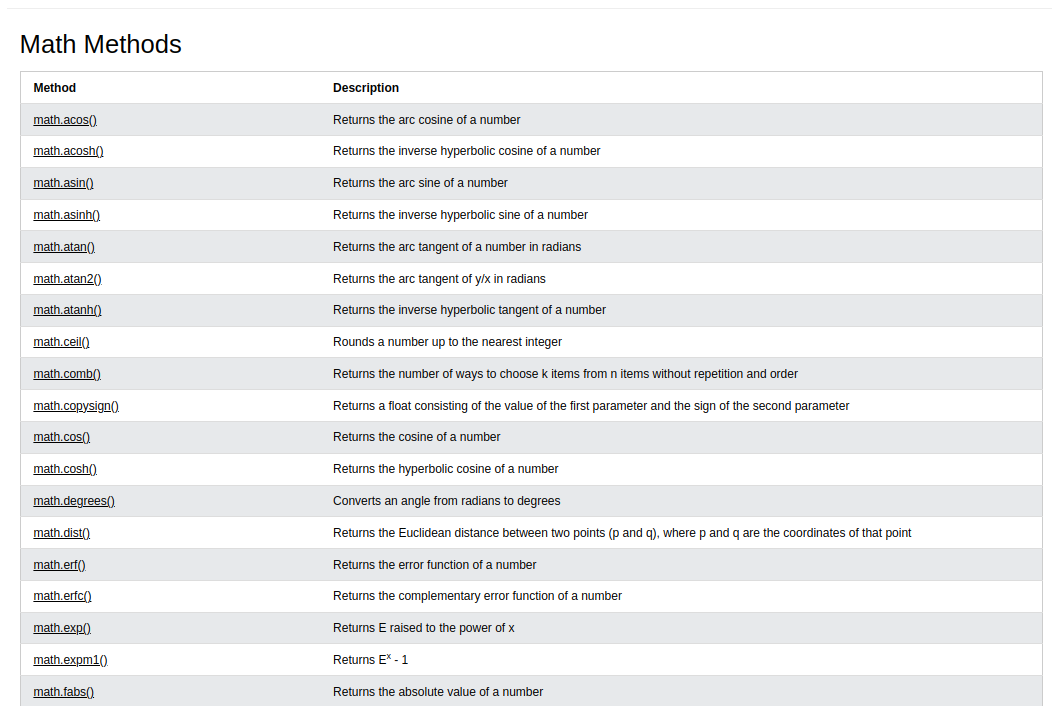 Math Methods
Method Description
math.acos() Returns the arc cosine of a number
math.acosh() Returns the inverse hyperbolic cosine of a number
math.asin() Returns the arc sine of a number
math.asinh() Returns the inverse hyperbolic sine of a number
math.atan() Returns the arc tangent of a number in radians
math.atan2() Returns the arc tangent of y/x in radians
math.atanh() Returns the inverse hyperbolic tangent of a number
math.ceil() Rounds a number up to the nearest integer
math.comb() Returns the number of ways to choose k items from n items without repetition and order
math.copysign() Returns a float consisting of the value of the first parameter and the sign of the second parameter
math.cos() Returns the cosine of a number
math.cosh() Returns the hyperbolic cosine of a number
math.degrees() Converts an angle from radians to degrees
math.dist() Returns the Euclidean distance between two points (p and q), where p and q are the coordinates of that point
math.erf() Returns the error function of a number
math.erfc() Returns the complementary error function of a number
math.exp() Returns E raised to the power of x
math.expm1() Returns Eˣ - 1
math.fabs() Returns the absolute value of a number